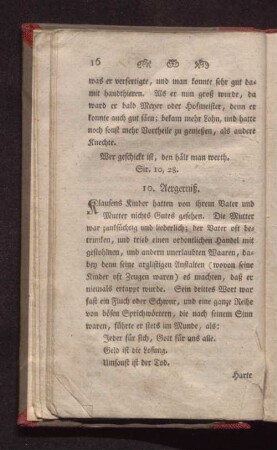 16
was er verfertigte, und man konnte sehr gut da-
mit handthieren. Als er nun groß wurde, da
ward er bald Meyer oder Hofmeister, denn er
konnte auch gut säen; bekam mehr Lohn, und hatte
noch sonst mehr Vortheile zu genießen, als andere
Knechte.
Wer geschickt ist, den hält man werth.
Sir. 10, 28.
10. Aergerniß.
Klausens Kinder hatten von ihrem Vater und
Mutter nichts Gutes gesehen. Die Mutter
war zanksüchtig und liederlich; der Vater oft be-
trunken, und trieb einen ordentlichen Handel mit
gestohlnen, und andern unerlaubten Waaren, da-
bey denn seine arglistigen Anstalten (wovon seine
Kinder oft Zeugen waren) es machten, daß er
niemals ertappt wurde. Sein drittes Wort war
fast ein Fluch oder Schwur, und eine ganze Reihe
von bösen Sprichwörtern, die nach seinem Sinn
waren, führte er stets im Munde, als:
Jeder für sich, Gott für uns alle.
Geld ist die Losung.
Umsonst ist der Tod.
Harte